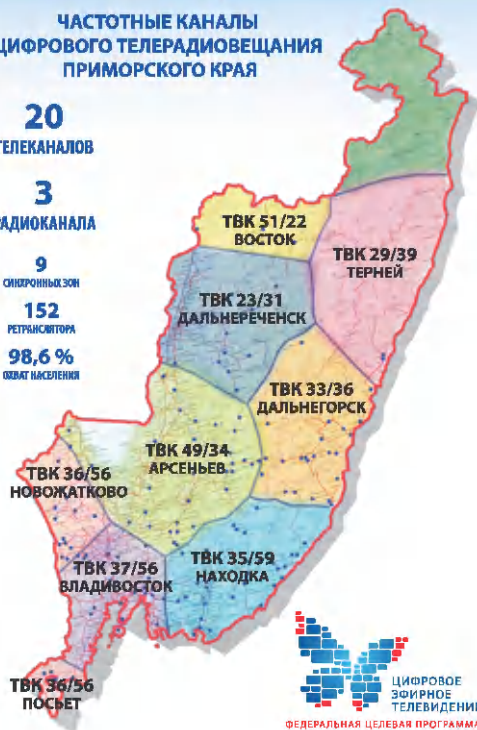 ЧАСТОТНЫЕ КАНАЛЫ
ЦИФРОВОГО ТЕЛЕРАДИОВЕЩАНИЯ
ПРИМОРСКОГО КРАЯ
20
ТЕЛЕКАНАЛОВ
3
РАДИОКАНАЛА
9
СИНХРОННЫХ ЗОН
152
РЕТРАНСЛЯТОРА
98,6 %
ОХВАТ НАСЕЛЕНИЯ
ТВК 51/22
ВОСТОК
ТВК 29/39
ТЕРНЕЙ
ТВК 23/31
ДАЛЬНЕРЕЧЕНСК
ТВК 33/36
ДАЛЬНЕГОРСК
ТВК 49/34
АРСЕНЬЕВ
ТВК 36/56
НОВОЖАТКОВО
ТВК 37/56
ВЛАДИВОСТОК
ТВК 35/59
НАХОДКА
ТВК 36/56
ПОСЬЕТ
ЦИФРОВОЕ
ЭФИРНОЕ
ТЕЛЕВИДЕНИЕ
ФЕДЕРАЛЬНАЯ ЦЕЛЕВАЯ ПРОГРАММА